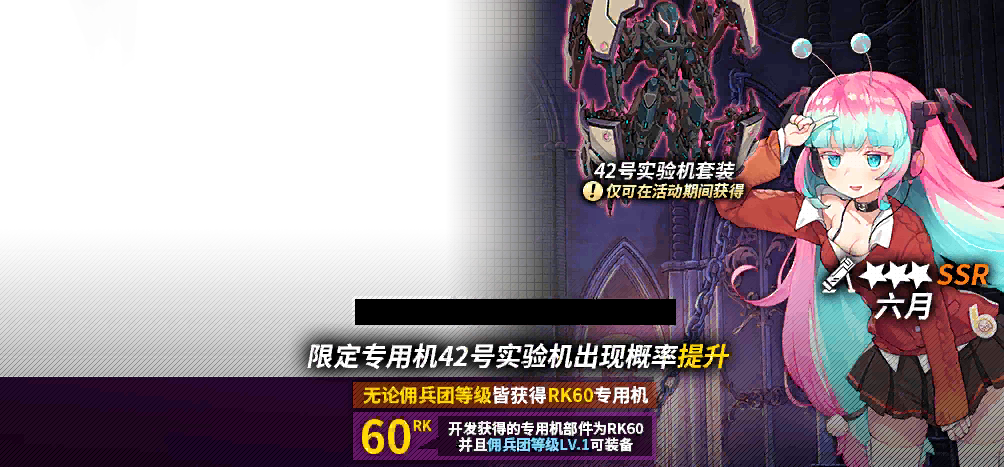 42号实验机套装
!仅可在活动期间获得
SSR
六月
限定专用机42号实验机出现概率提升
无论佣兵团等级皆获得RK60专用机
60RK
开发获得的专用机部件为RK60
并且佣兵团等级LV.1可装备